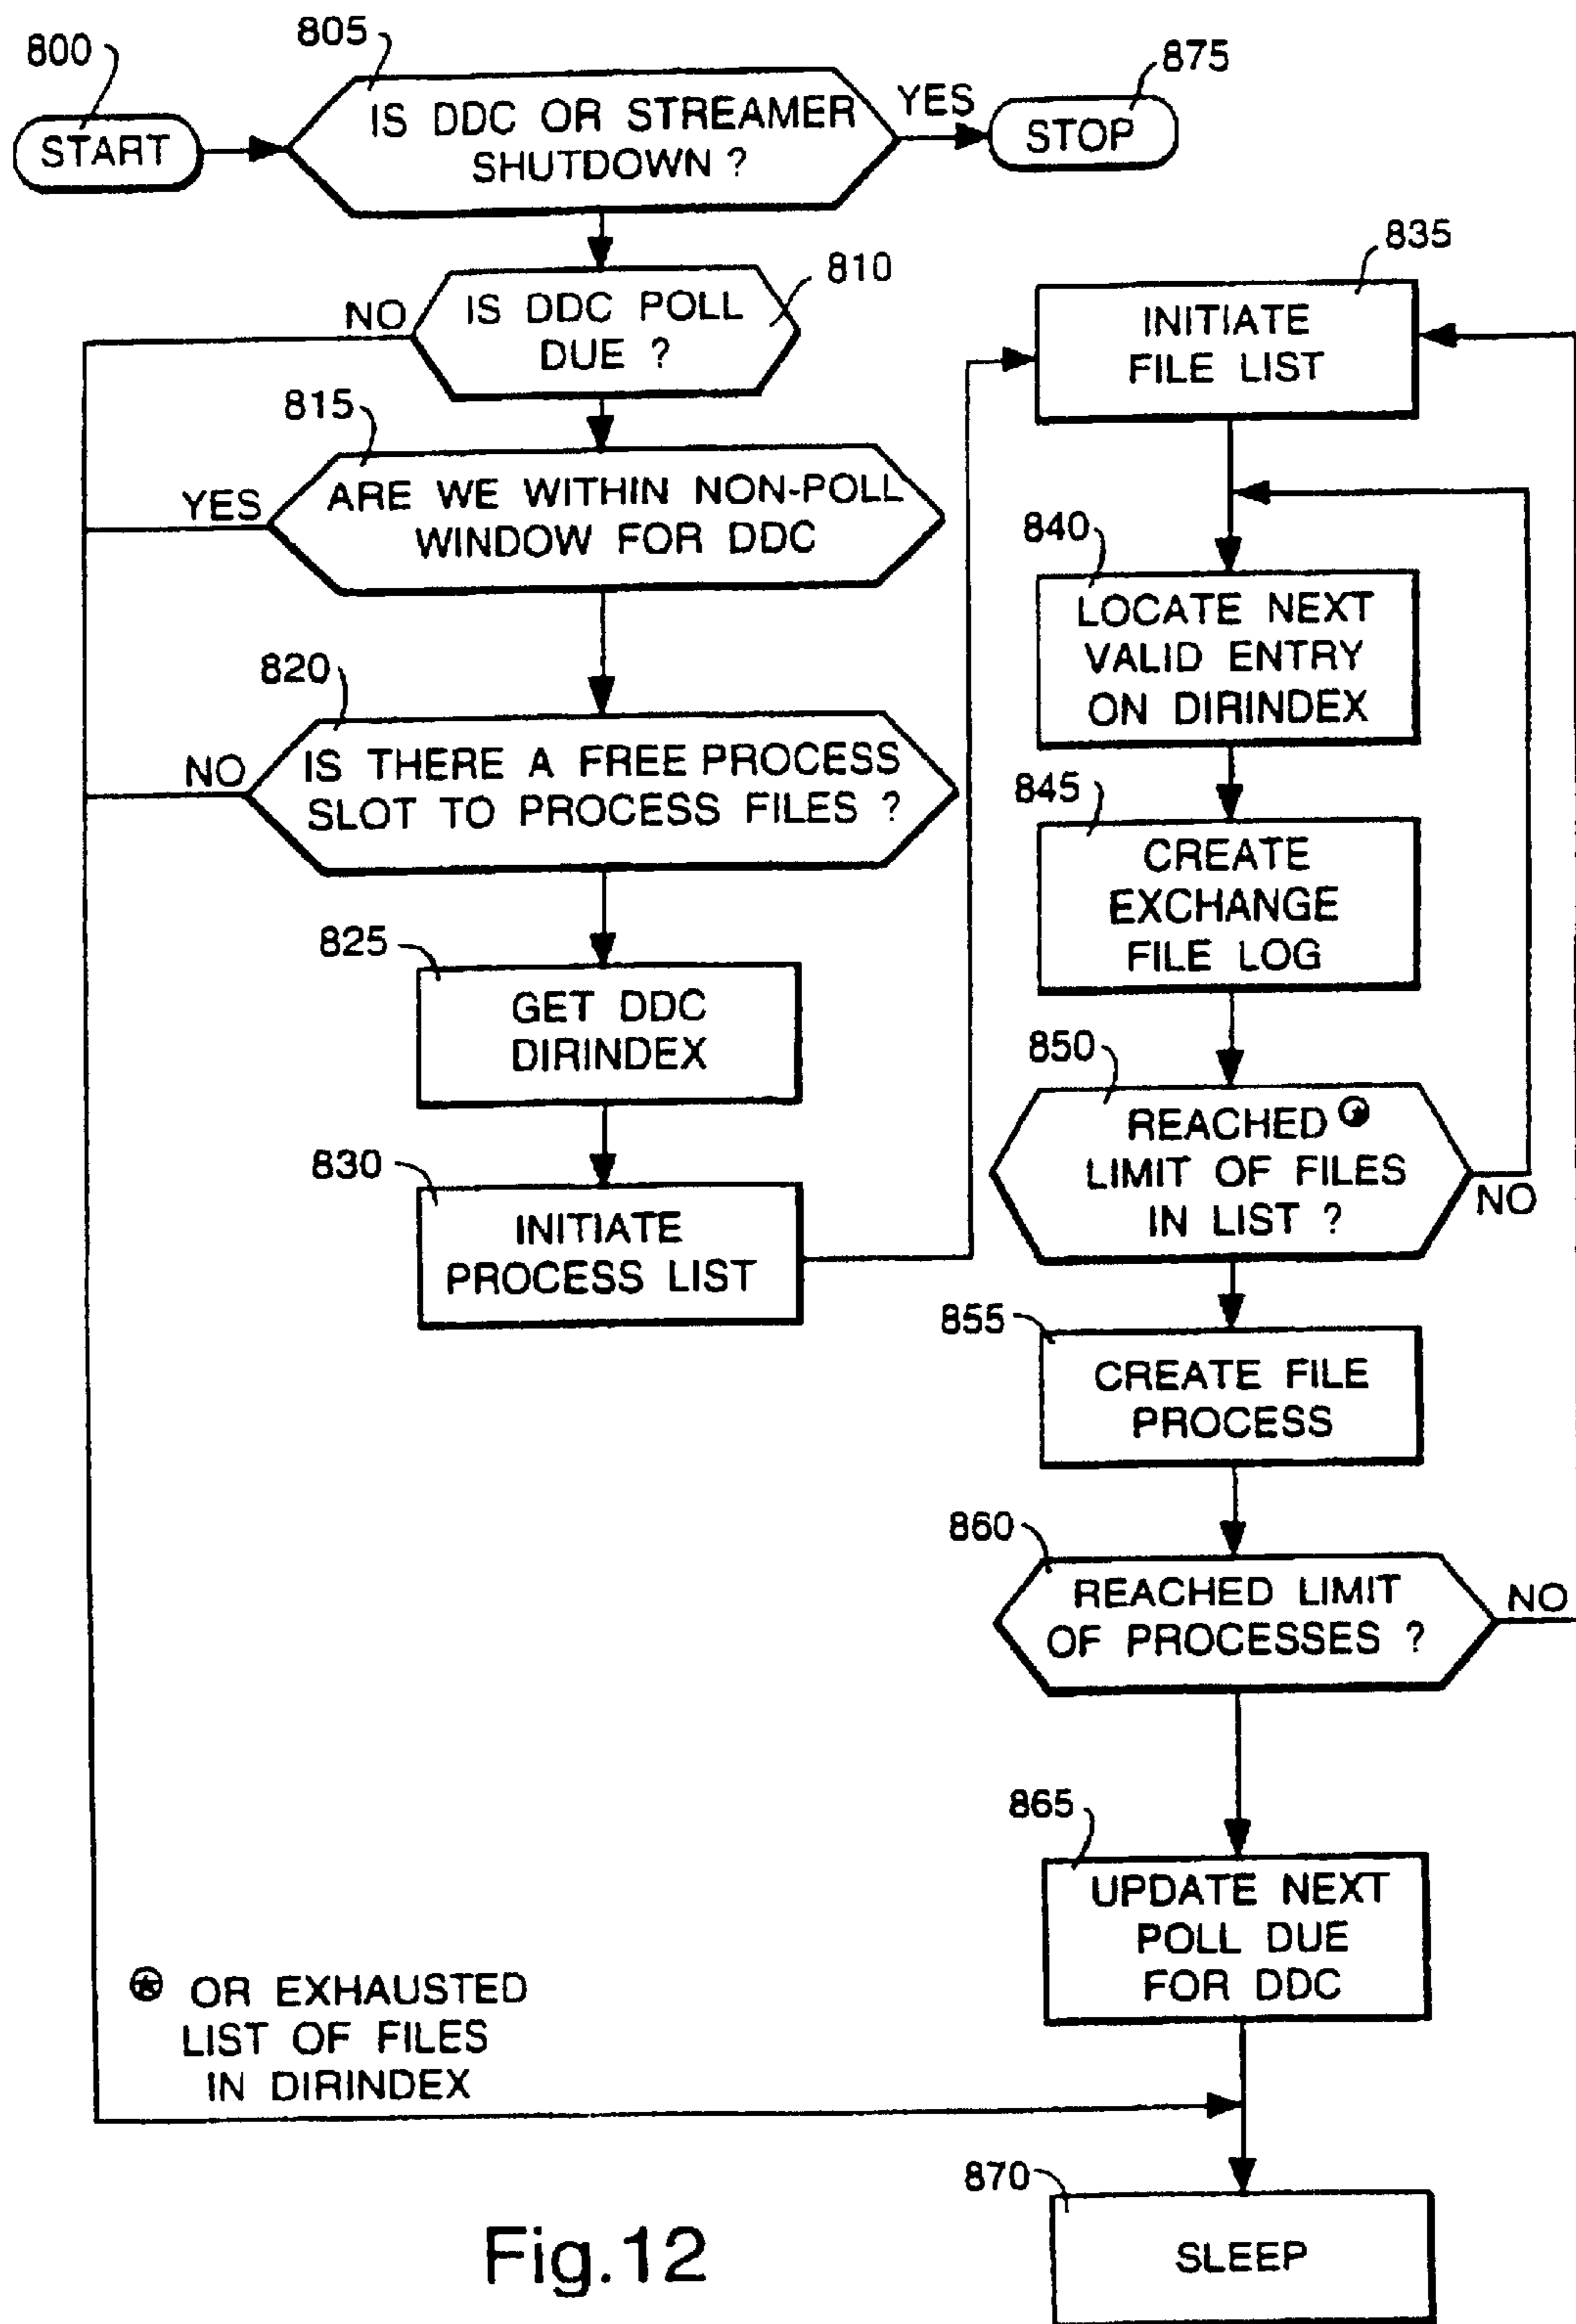 800
START
805
IS DDC OR STREAMER
SHUTDOWN ?
YES
875
STOP
810
NO
IS DDC POLL
DUE ?
815
YES
ARE WE WITHIN NON-POLL
WINDOW FOR DDC
820
NO
IS THERE A FREE PROCESS
SLOT TO PROCESS FILES ?
825
GET DDC
DIRINDEX
830
INITIATE
PROCESS LIST
835
INITIATE
FILE LIST
840
LOCATE NEXT
VALID ENTRY
ON DIRINDEX
845
CREATE
EXCHANGE
FILE LOG
850
REACHED ⍟
LIMIT OF FILES
IN LIST ?
NO
855
CREATE FILE
PROCESS
860
REACHED LIMIT
OF PROCESSES ?
NO
865
UPDATE NEXT
POLL DUE
FOR DDC
⍟ OR EXHAUSTED
LIST OF FILES
IN DIRINDEX
870
SLEEP
Fig.12